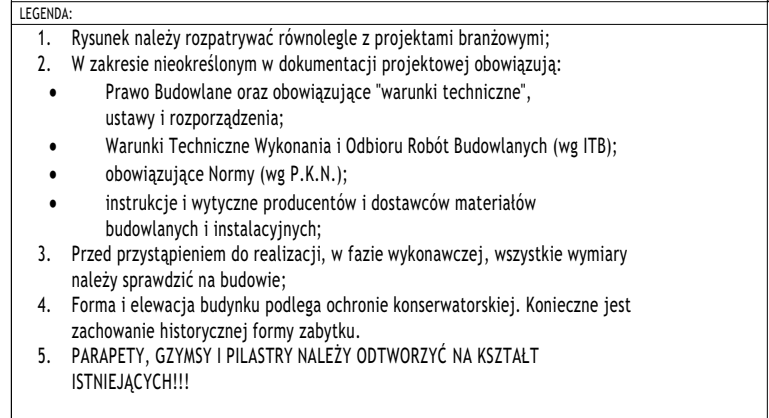 LEGENDA:
1. Rysunek należy rozpatrywać równolegle z projektami branżowymi;
2. W zakresie nieokreślonym w dokumentacji projektowej obowiązują:
• Prawo Budowlane oraz obowiązujące "warunki techniczne",
ustawy i rozporządzenia;
• Warunki Techniczne Wykonania i Odbioru Robót Budowlanych (wg ITB);
• obowiązujące Normy (wg P.K.N.);
• instrukcje i wytyczne producentów i dostawców materiałów
budowlanych i instalacyjnych;
3. Przed przystąpieniem do realizacji, w fazie wykonawczej, wszystkie wymiary
należy sprawdzić na budowie;
4. Forma i elewacja budynku podlega ochronie konserwatorskiej. Konieczne jest
zachowanie historycznej formy zabytku.
5. PARAPETY, GZYMSY I PILASTRY NALEŻY ODTWORZYĆ NA KSZTAŁT
ISTNIEJĄCYCH!!!